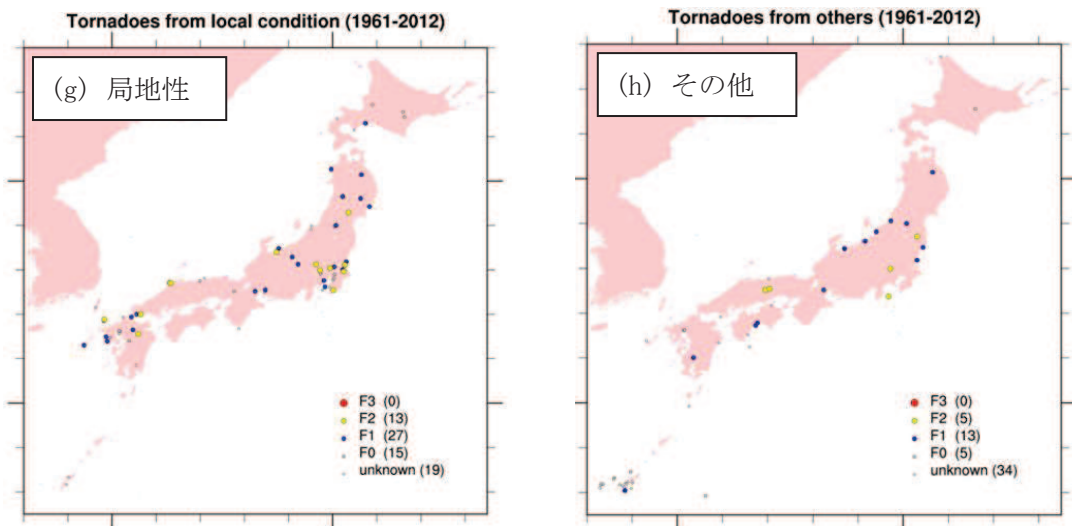 Tornadoes from local condition (1961-2012)
(g) 局地性
F3 (0)
F2 (13)
F1 (27)
F0 (15)
unknown (19)
Tornadoes from others (1961-2012)
(h) その他
F3 (0)
F2 (5)
F1 (13)
F0 (5)
unknown (34)